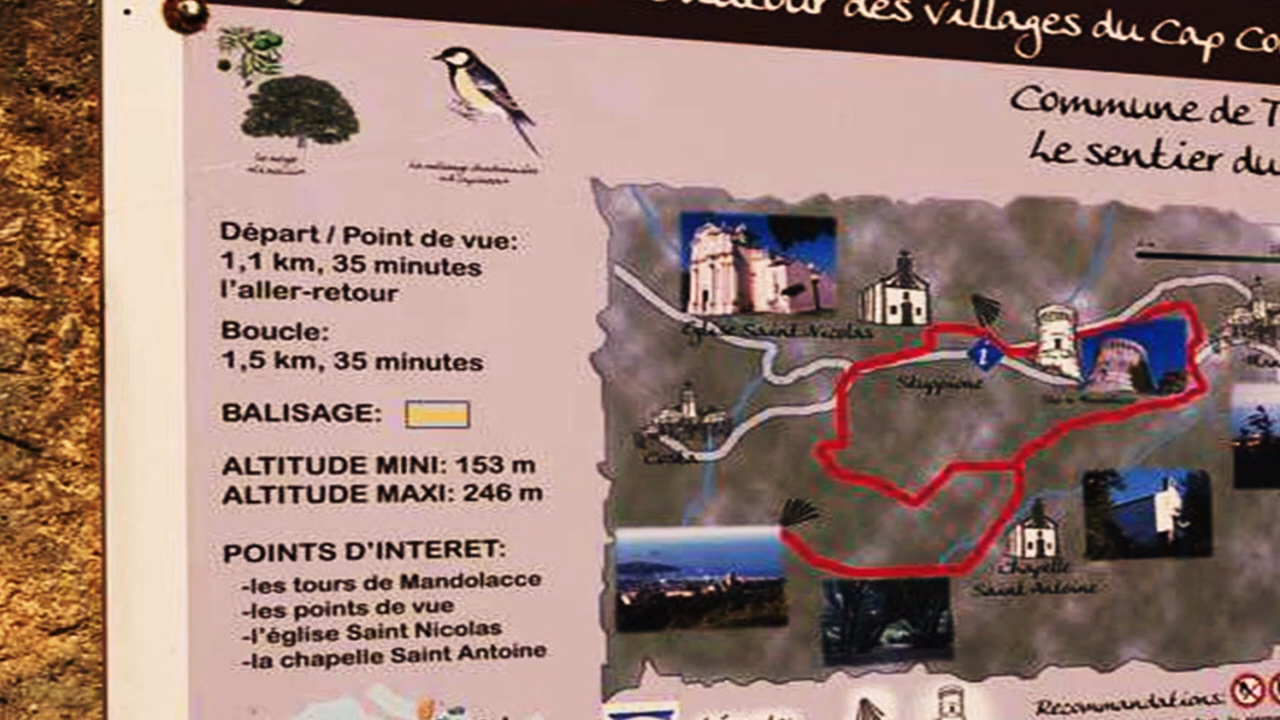 des villages du Cap Co
Commune de T
Le sentier du
Départ / Point de vue:
1,1 km, 35 minutes
l'aller-retour
Boucle:
1,5 km, 35 minutes
BALISAGE:
ALTITUDE MINI: 153 m
ALTITUDE MAXI: 246 m
POINTS D'INTERET:
-les tours de Mandolacce
-les points de vue
-l'église Saint Nicolas
-la chapelle Saint Antoine
Eglise Saint Nicolas
i
Chapelle
Saint Antoine
Recommandations: